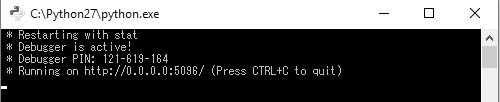 C:\Python27\python.exe
* Restarting with stat
* Debugger is active!
* Debugger PIN: 121-619-164
* Running on http://0.0.0.0:5096/ (Press CTRL+C to quit)